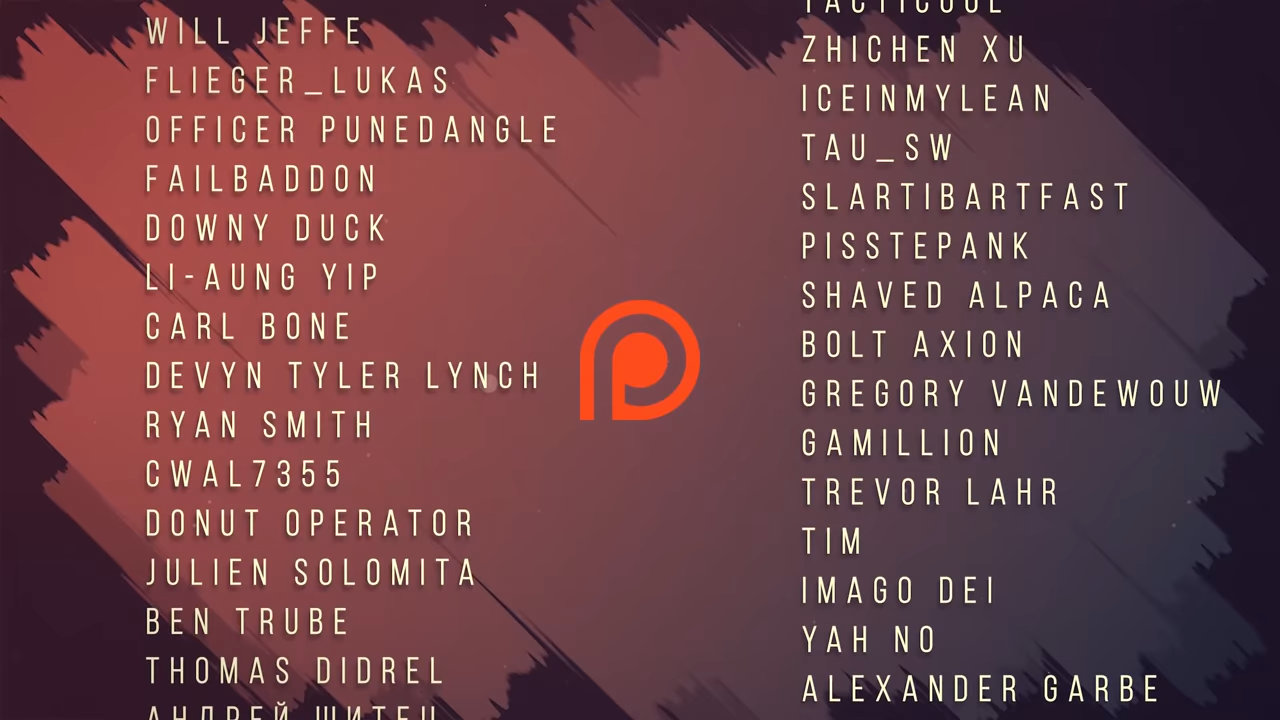 WILL JEFFE
FLIEGER_LUKAS
OFFICER PUNEDANGLE
FAILBADDON
DOWNY DUCK
LI-AUNG YIP
CARL BONE
DEVYN TYLER LYNCH
RYAN SMITH
CWAL7355
DONUT OPERATOR
JULIEN SOLOMITA
BEN TRUBE
THOMAS DIDREL
TACTICOOL
ZHICHEN XU
ICEINMYLEAN
TAU_SW
SLARTIBARTFAST
PISSTEPANK
SHAVED ALPACA
BOLT AXION
GREGORY VANDEWOUW
GAMILLION
TREVOR LAHR
TIM
IMAGO DEI
YAH NO
ALEXANDER GARBE